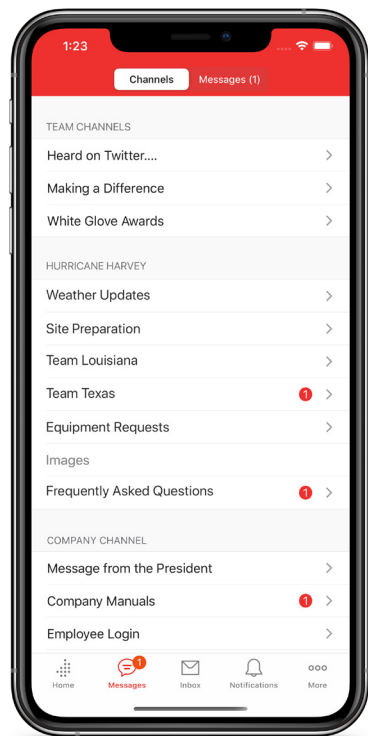 1:23
Channels Messages (1)
TEAM CHANNELS
Heard on Twitter....
Making a Difference
White Glove Awards
HURRICANE HARVEY
Weather Updates
Site Preparation
Team Louisiana
Team Texas 1
Equipment Requests
Images
Frequently Asked Questions 1
COMPANY CHANNEL
Message from the President
Company Manuals 1
Employee Login
1
Home Messages Inbox Notifications More